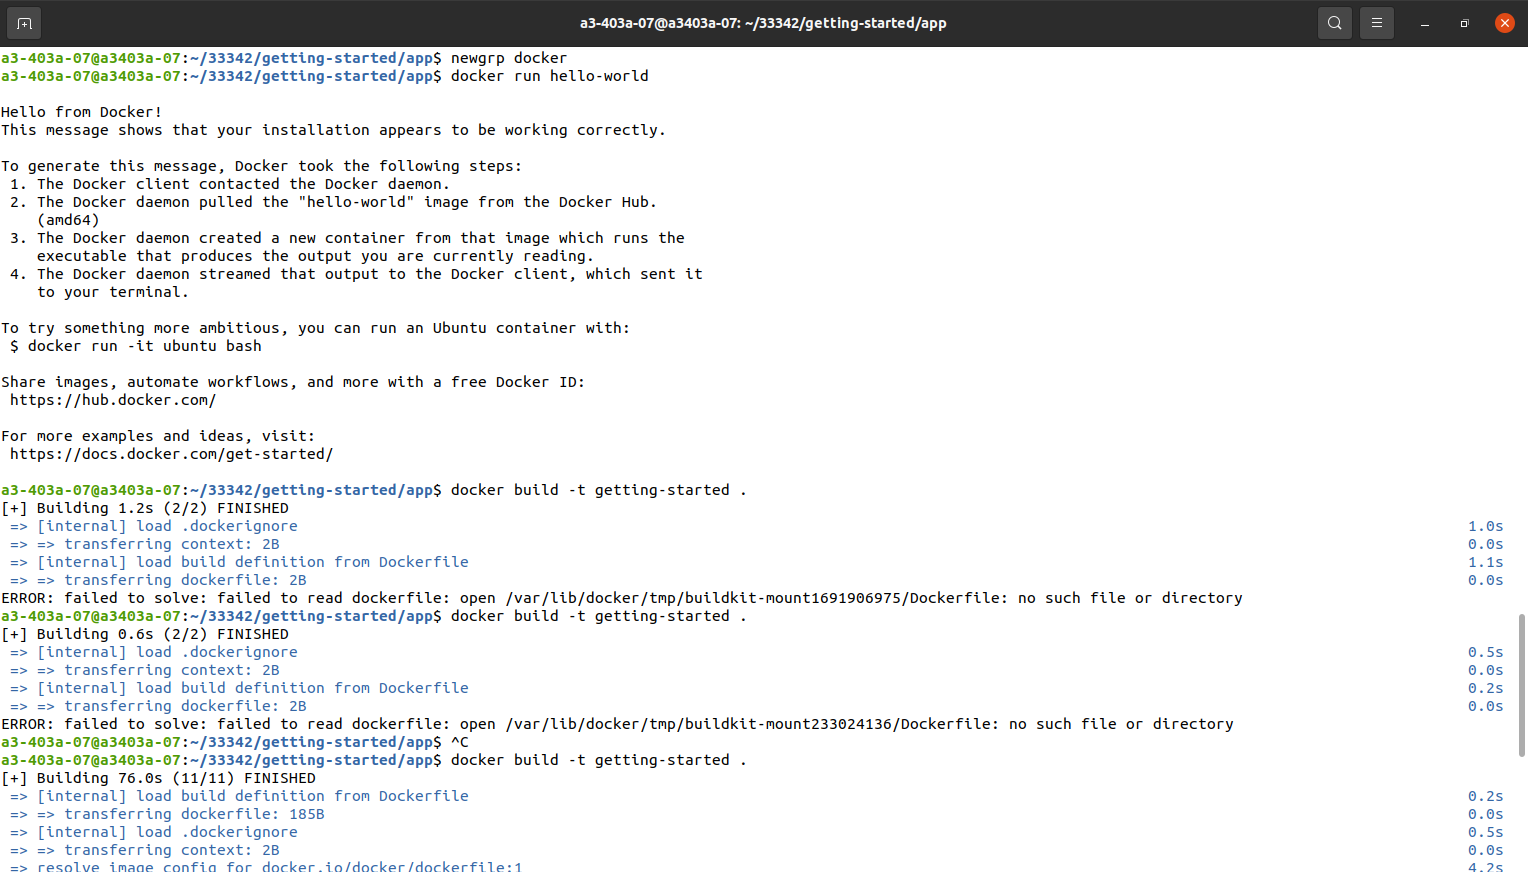 a3-403a-07@a3403a-07: ~/33342/getting-started/app
a3-403a-07@a3403a-07:~/33342/getting-started/app$ newgrp docker
a3-403a-07@a3403a-07:~/33342/getting-started/app$ docker run hello-world
Hello from Docker!
This message shows that your installation appears to be working correctly.
To generate this message, Docker took the following steps:
1. The Docker client contacted the Docker daemon.
2. The Docker daemon pulled the "hello-world" image from the Docker Hub.
(amd64)
3. The Docker daemon created a new container from that image which runs the
executable that produces the output you are currently reading.
4. The Docker daemon streamed that output to the Docker client, which sent it
to your terminal.
To try something more ambitious, you can run an Ubuntu container with:
$ docker run -it ubuntu bash
Share images, automate workflows, and more with a free Docker ID:
https://hub.docker.com/
For more examples and ideas, visit:
https://docs.docker.com/get-started/
a3-403a-07@a3403a-07:~/33342/getting-started/app$ docker build -t getting-started .
[+] Building 1.2s (2/2) FINISHED
=> [internal] load .dockerignore 1.0s
=> => transferring context: 2B 0.0s
=> [internal] load build definition from Dockerfile 1.1s
=> => transferring dockerfile: 2B 0.0s
ERROR: failed to solve: failed to read dockerfile: open /var/lib/docker/tmp/buildkit-mount1691906975/Dockerfile: no such file or directory
a3-403a-07@a3403a-07:~/33342/getting-started/app$ docker build -t getting-started .
[+] Building 0.6s (2/2) FINISHED
=> [internal] load .dockerignore 0.5s
=> => transferring context: 2B 0.0s
=> [internal] load build definition from Dockerfile 0.2s
=> => transferring dockerfile: 2B 0.0s
ERROR: failed to solve: failed to read dockerfile: open /var/lib/docker/tmp/buildkit-mount233024136/Dockerfile: no such file or directory
a3-403a-07@a3403a-07:~/33342/getting-started/app$ ^C
a3-403a-07@a3403a-07:~/33342/getting-started/app$ docker build -t getting-started .
[+] Building 76.0s (11/11) FINISHED
=> [internal] load build definition from Dockerfile 0.2s
=> => transferring dockerfile: 185B 0.0s
=> [internal] load .dockerignore 0.5s
=> => transferring context: 2B 0.0s
=> resolve image config for docker.io/docker/dockerfile:1 4.2s